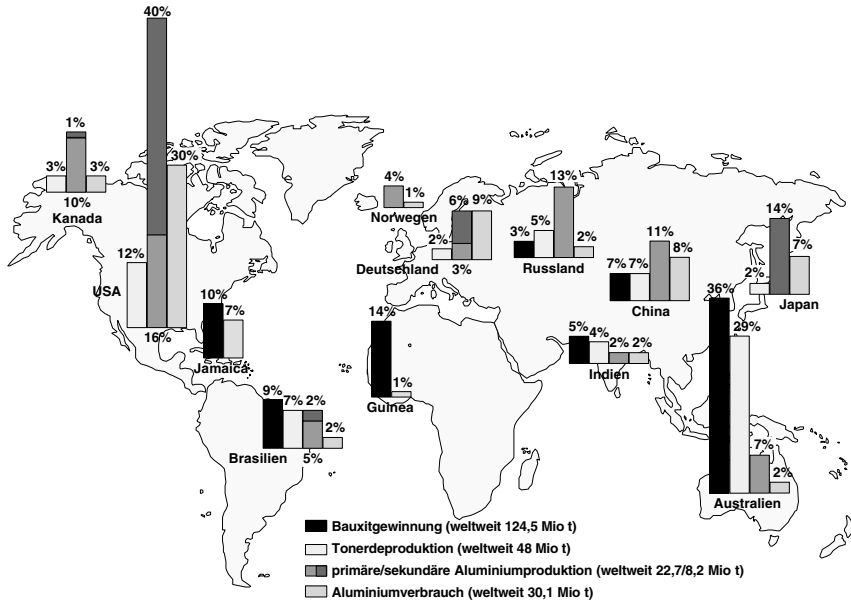 40%
1%
3%
3%
10%
Kanada
30%
12%
USA
16%
10%
7%
Jamaica
9%
7%
2%
2%
Brasilien
5%
4%
1%
Norwegen
6%
9%
2%
Deutschland
3%
13%
5%
3%
2%
Russland
14%
1%
Guinea
11%
8%
7%
7%
China
14%
7%
2%
Japan
5%
4%
2%
2%
Indien
36%
29%
7%
2%
Australien
Bauxitgewinnung (weltweit 124,5 Mio t)
Tonerdeproduktion (weltweit 48 Mio t)
primäre/sekundäre Aluminiumproduktion (weltweit 22,7/8,2 Mio t)
Aluminiumverbrauch (weltweit 30,1 Mio t)